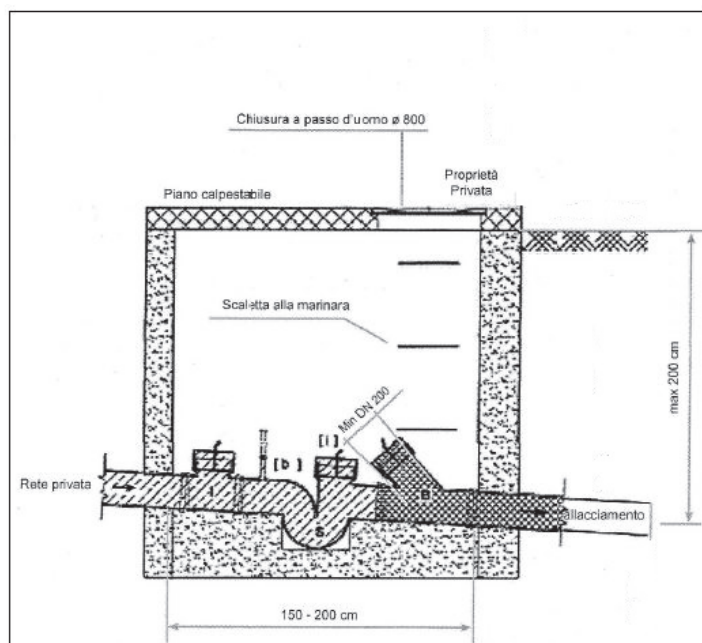 Chiusura a passo d'uomo ø 800
Proprietà
Privata
Piano calpestabile
Scaletta alla marinara
max 200 cm
Min DN 200
[i]
[b]
Rete privata
I
S
B
allacciamento
150 - 200 cm